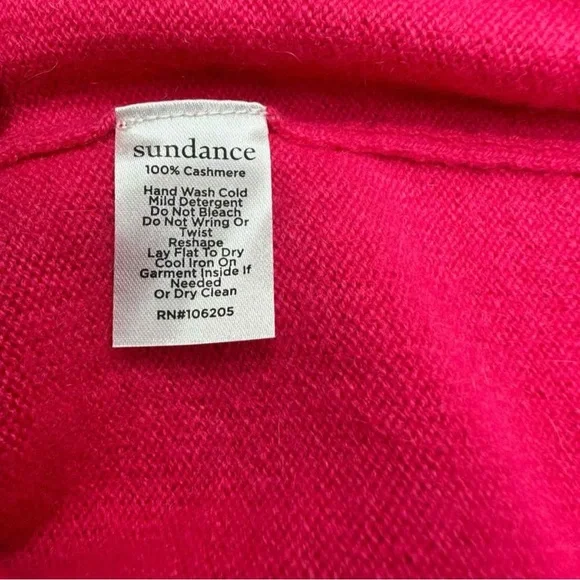 sundance
100% Cashmere
Hand Wash Cold
Mild Detergent
Do Not Bleach
Do Not Wring Or
Twist
Reshape
Lay Flat To Dry
Cool Iron On
Garment Inside If
Needed
Or Dry Clean
RN#106205